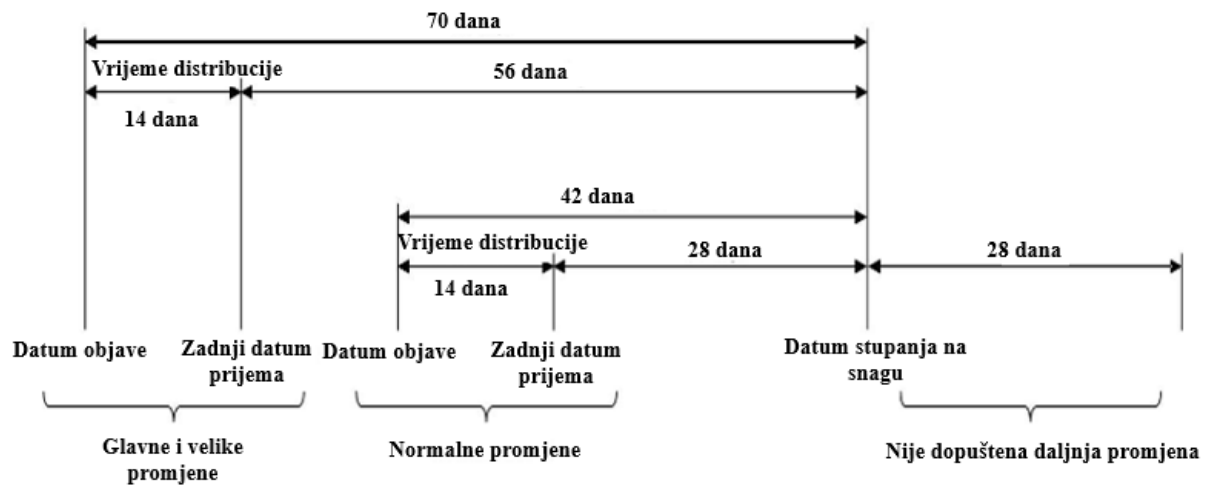 70 dana
Vrijeme distribucije
56 dana
14 dana
42 dana
Vrijeme distribucije
28 dana
28 dana
14 dana
Datum objave
Zadnji datum
prijema
Datum objave
Zadnji datum
prijema
Datum stupanja na
snagu
Glavne i velike
promjene
Normalne promjene
Nije dopuštena daljnja promjena